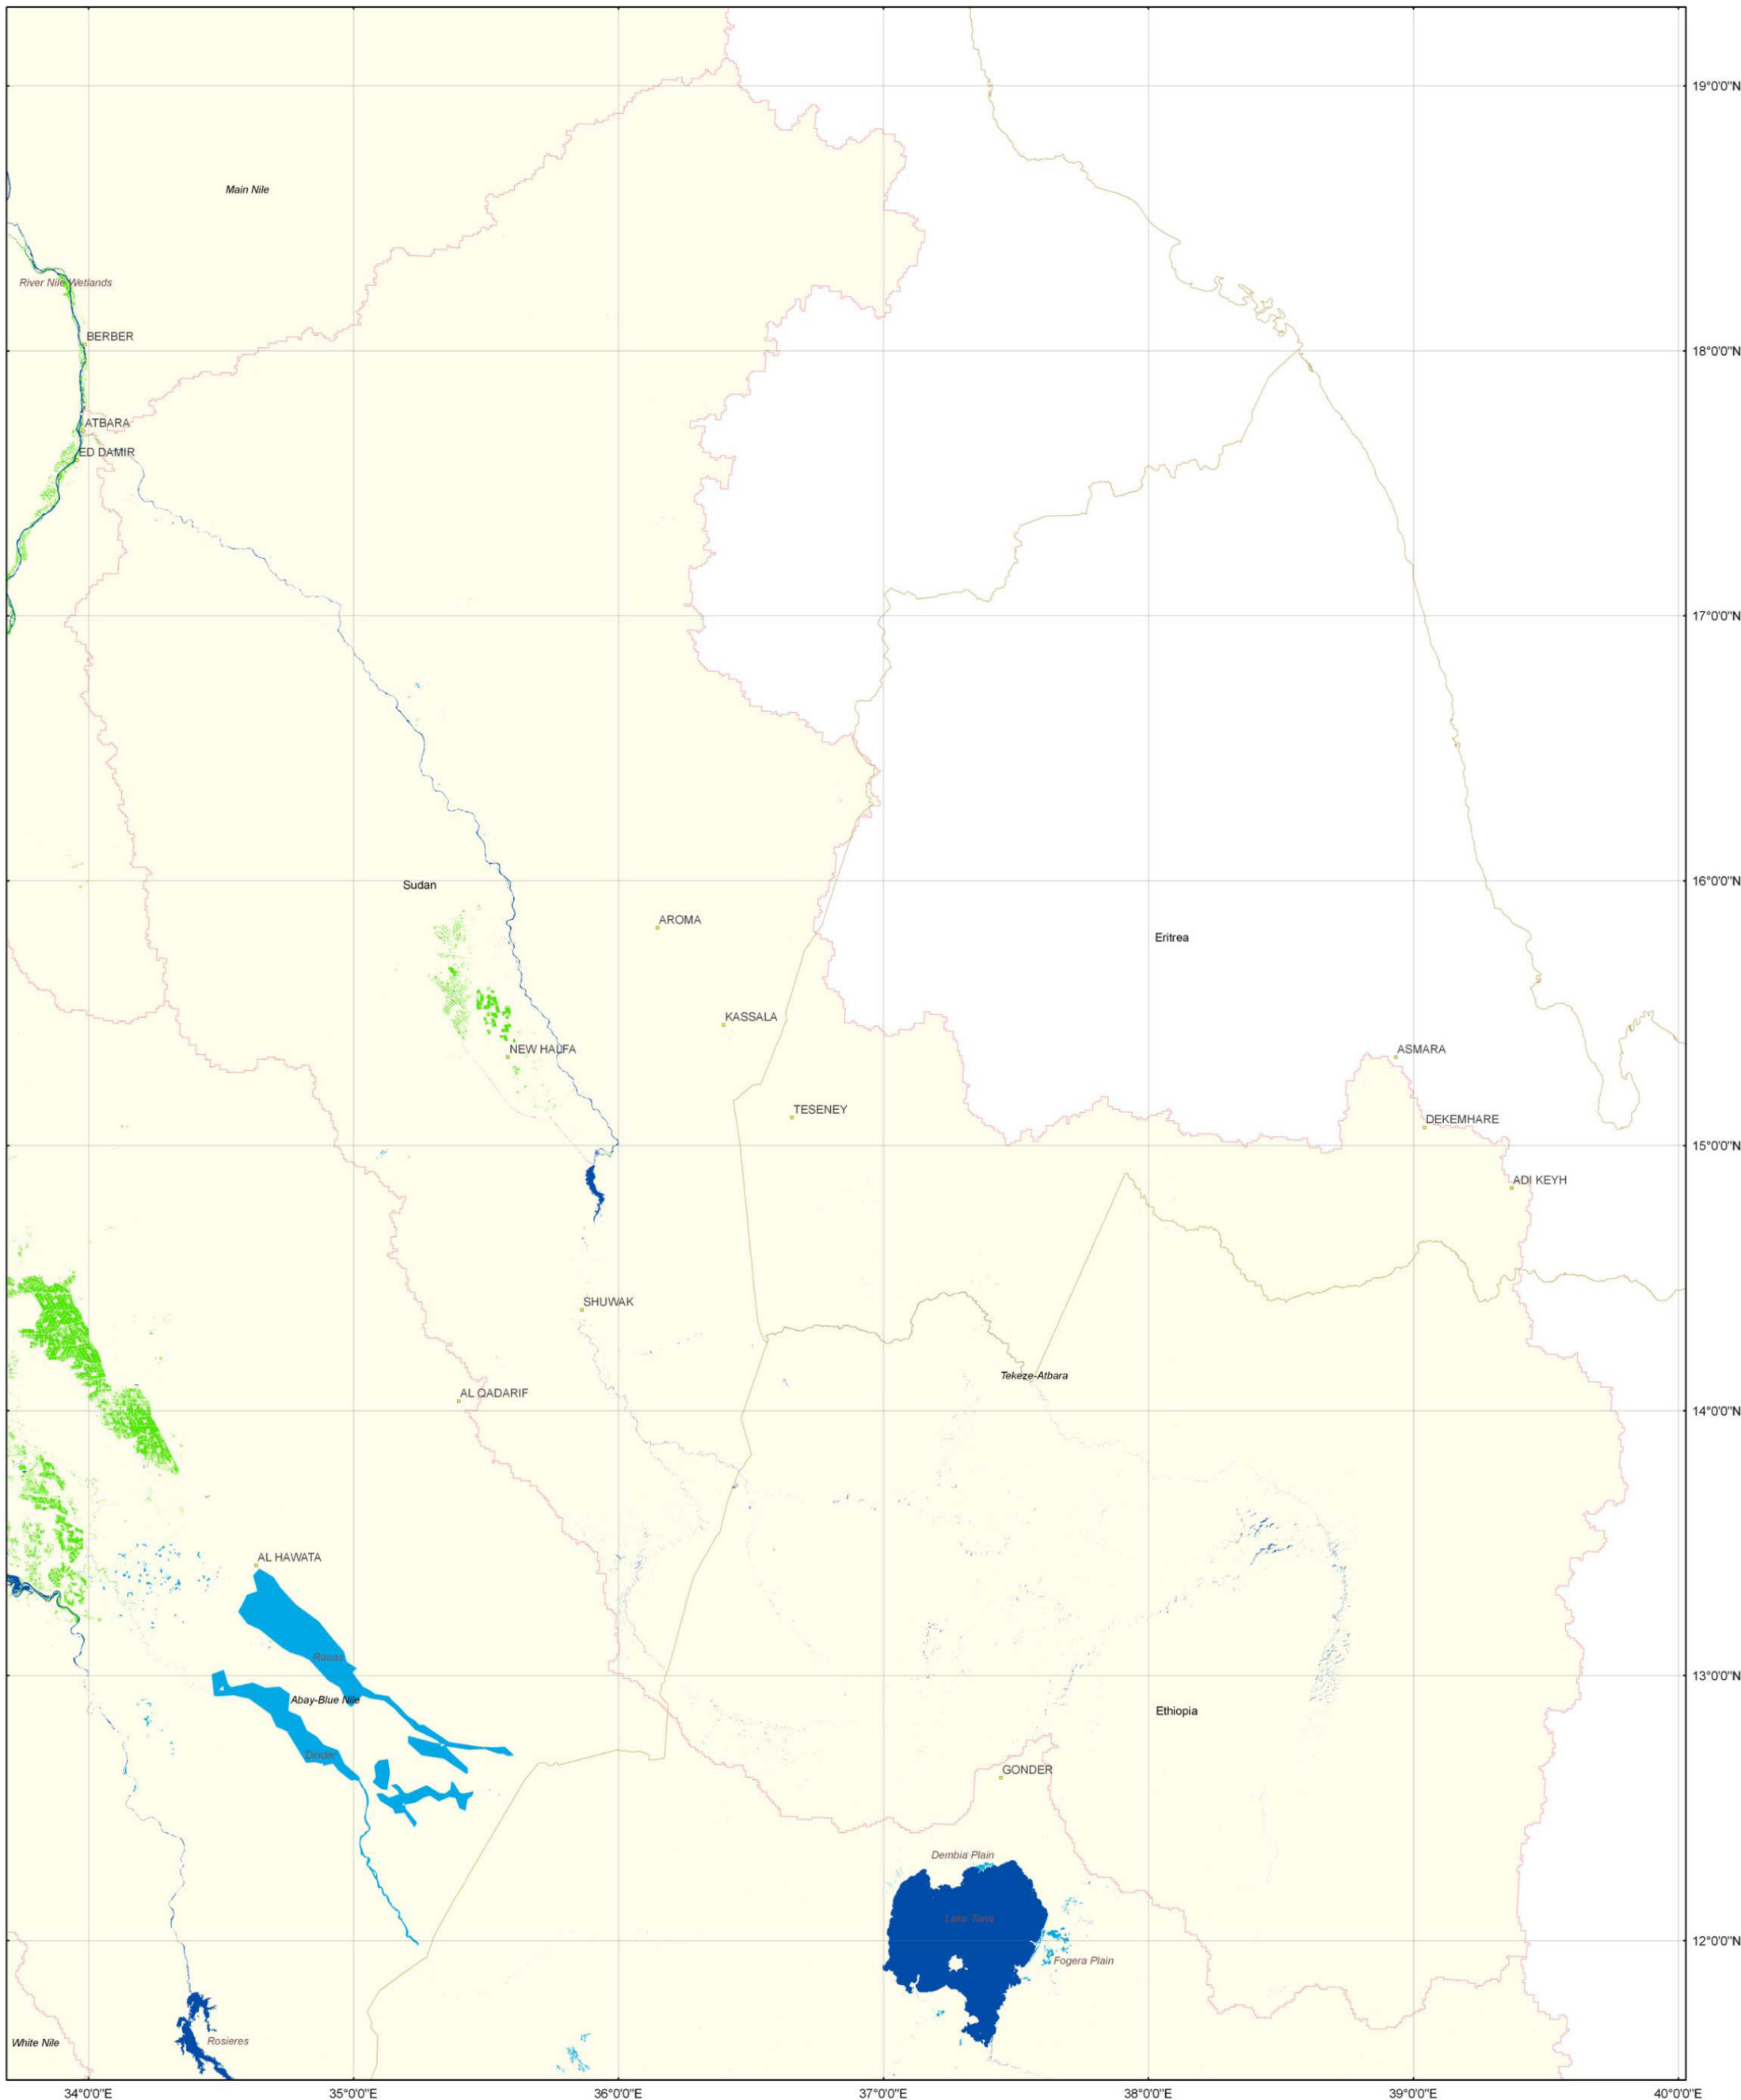 19°0'0"N
Main Nile
River Nile Wetlands
BERBER
18°0'0"N
ATBARA
ED DAMIR
17°0'0"N
16°0'0"N
Sudan
AROMA
Eritrea
KASSALA
NEW HALFA
ASMARA
TESENEY
DEKEMHARE
15°0'0"N
ADI KEYH
SHUWAK
Tekeze-Atbara
AL QADARIF
14°0'0"N
AL HAWATA
Rahad
13°0'0"N
Abay-Blue Nile
Ethiopia
Dinder
GONDER
Dembia Plain
Lake Tana
12°0'0"N
Fogera Plain
Rosieres
White Nile
34°0'0"E 35°0'0"E 36°0'0"E 37°0'0"E 38°0'0"E 39°0'0"E 40°0'0"E